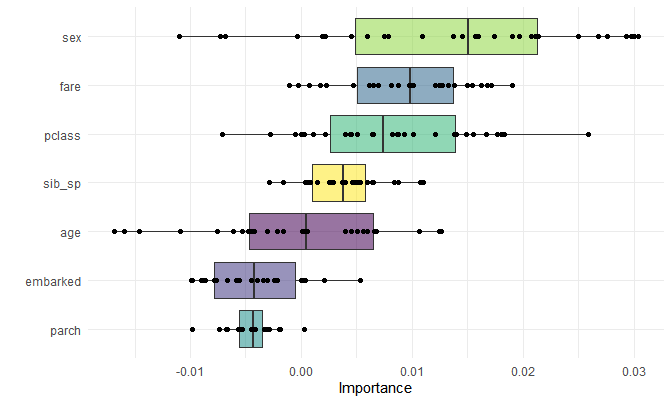 sex
fare
pclass
sib_sp
age
embarked
parch
-0.01 0.00 0.01 0.02 0.03
Importance